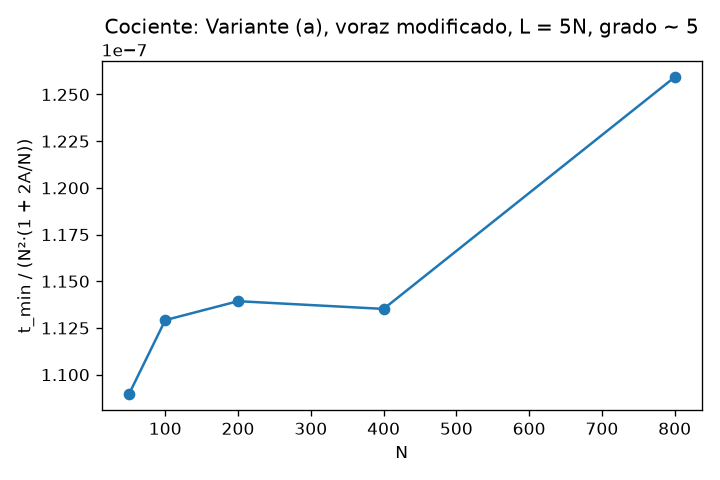 Cociente: Variante (a), voraz modificado, L = 5N, grado ~ 5
1e−7
1.250
1.225
1.200
1.175
1.150
1.125
1.100
t_min / (N²·(1 + 2A/N))
100 200 300 400 500 600 700 800
N